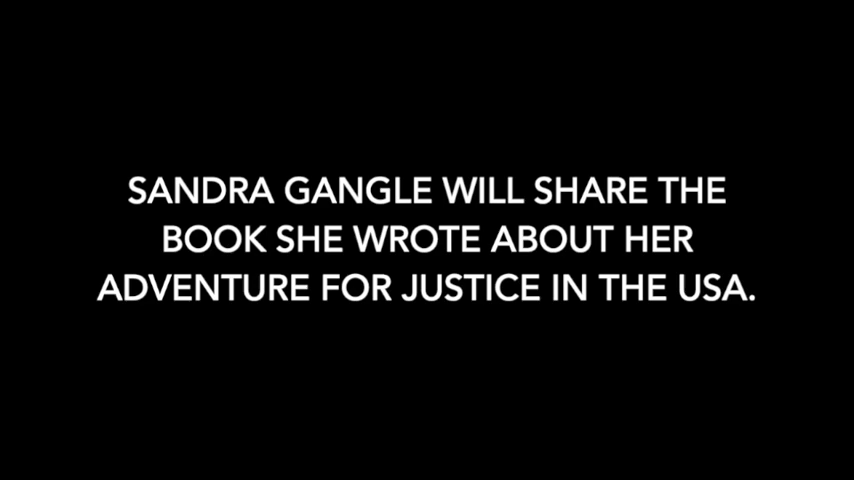 SANDRA GANGLE WILL SHARE THE
BOOK SHE WROTE ABOUT HER
ADVENTURE FOR JUSTICE IN THE USA.